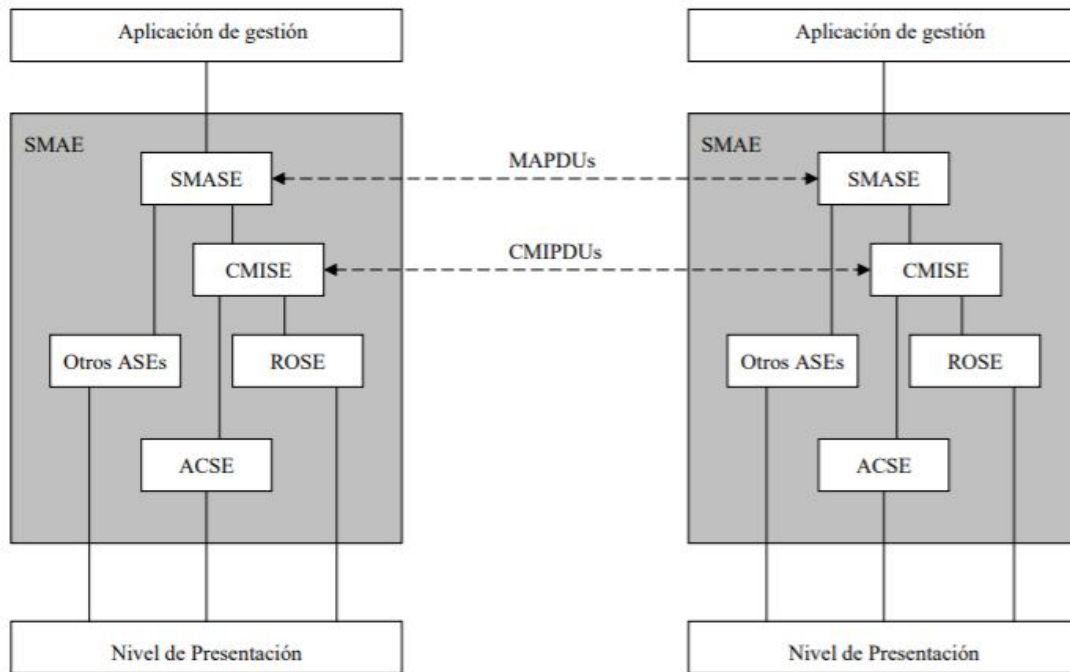 Aplicación de gestión
Aplicación de gestión
SMAE
SMAE
MAPDUs
SMASE
SMASE
CMIPDUs
CMISE
CMISE
Otros ASEs
ROSE
Otros ASEs
ROSE
ACSE
ACSE
Nivel de Presentación
Nivel de Presentación